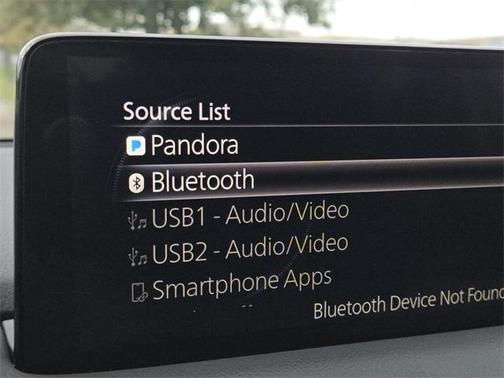 Source List
Pandora
Bluetooth
USB1 - Audio/Video
USB2 - Audio/Video
Smartphone Apps
Bluetooth Device Not Found